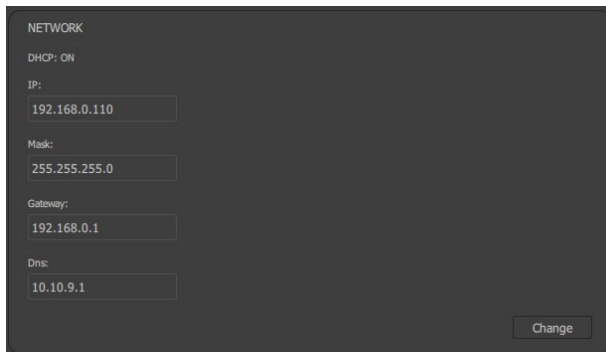 NETWORK
DHCP: ON
IP:
192.168.0.110
Mask:
255.255.255.0
Gateway:
192.168.0.1
Dns:
10.10.9.1
Change